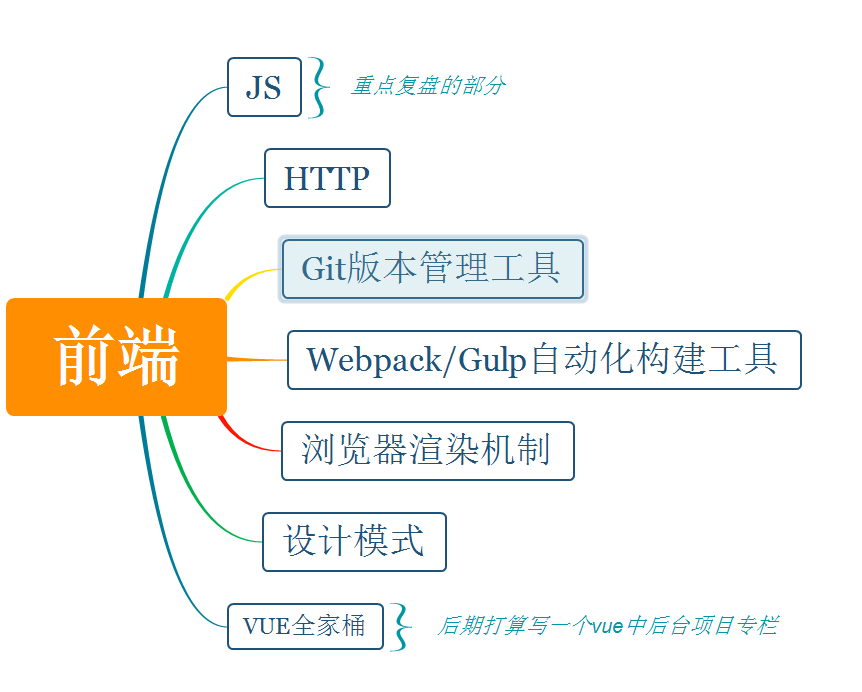 JS
重点复盘的部分
HTTP
Git版本管理工具
前端
Webpack/Gulp自动化构建工具
浏览器渲染机制
设计模式
VUE全家桶
后期打算写一个vue中后台项目专栏